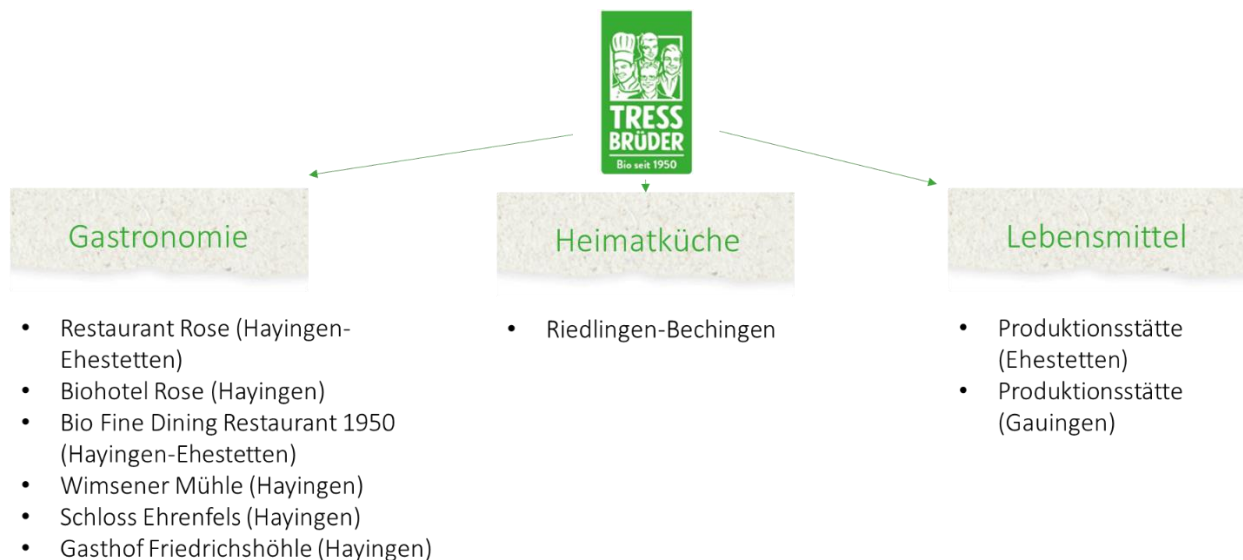 TRESS
BRÜDER
Bio seit 1950
Gastronomie
Heimatküche
Lebensmittel
• Restaurant Rose (Hayingen-
Ehestetten)
• Biohotel Rose (Hayingen)
• Bio Fine Dining Restaurant 1950
(Hayingen-Ehestetten)
• Wimsener Mühle (Hayingen)
• Schloss Ehrenfels (Hayingen)
• Gasthof Friedrichshöhle (Hayingen)
• Riedlingen-Bechingen
• Produktionsstätte
(Ehestetten)
• Produktionsstätte
(Gauingen)